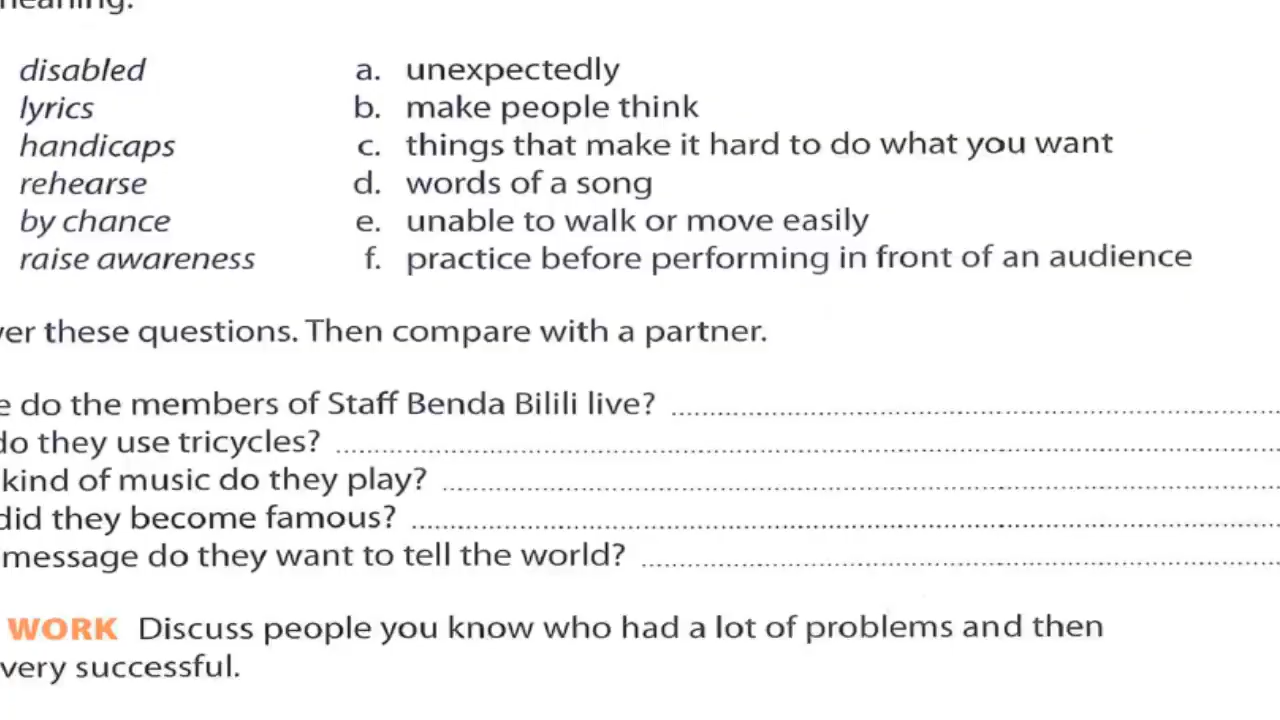 meaning.
disabled a. unexpectedly
lyrics b. make people think
handicaps c. things that make it hard to do what you want
rehearse d. words of a song
by chance e. unable to walk or move easily
raise awareness f. practice before performing in front of an audience
these questions. Then compare with a partner.
do the members of Staff Benda Bilili live?
do they use tricycles?
kind of music do they play?
did they become famous?
message do they want to tell the world?
WORK Discuss people you know who had a lot of problems and then
very successful.